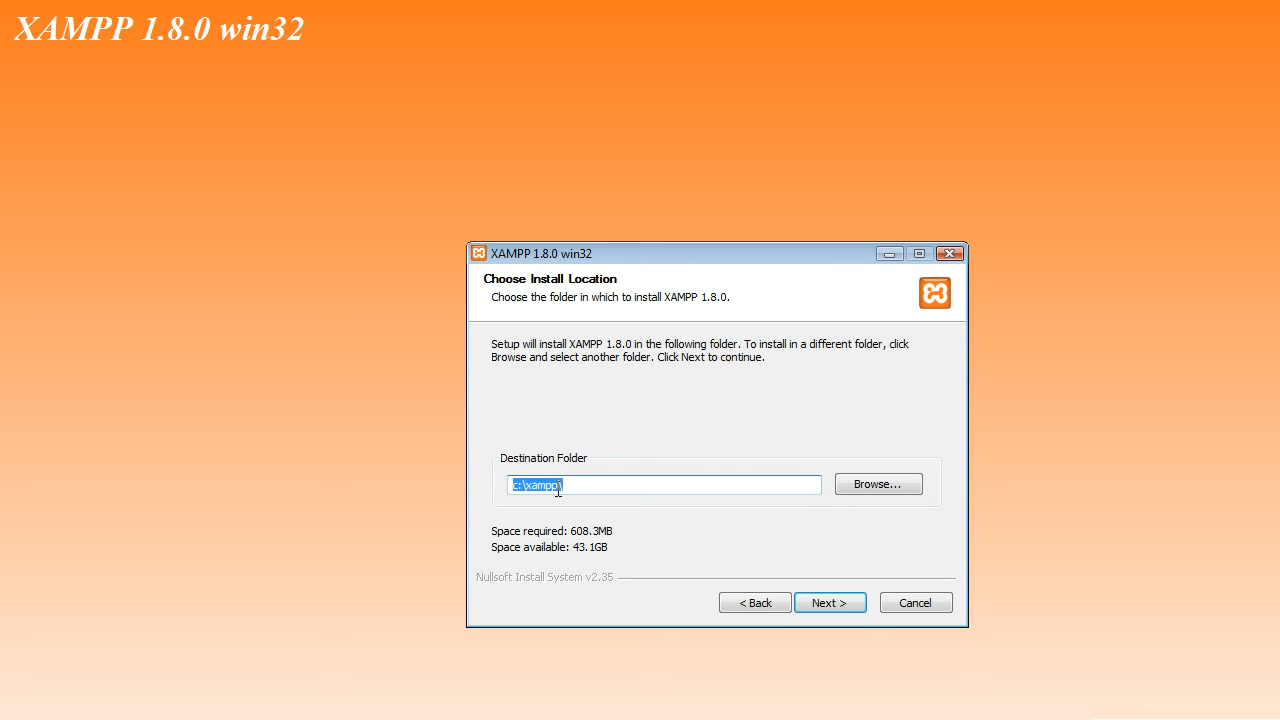 XAMPP 1.8.0 win32
XAMPP 1.8.0 win32
Choose Install Location
Choose the folder in which to install XAMPP 1.8.0.
Setup will install XAMPP 1.8.0 in the following folder. To install in a different folder, click
Browse and select another folder. Click Next to continue.
Destination Folder
c:\xampp\
Browse...
Space required: 608.3MB
Space available: 43.1GB
Nullsoft Install System v2.35
< Back
Next >
Cancel